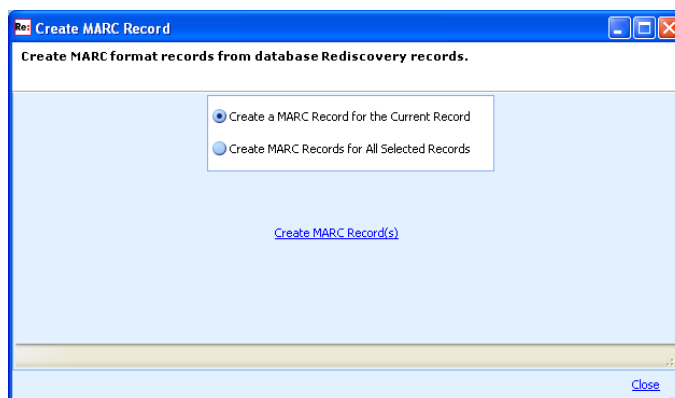 Re: Create MARC Record
Create MARC format records from database Rediscovery records.
Create a MARC Record for the Current Record
Create MARC Records for All Selected Records
Create MARC Record(s)
Close